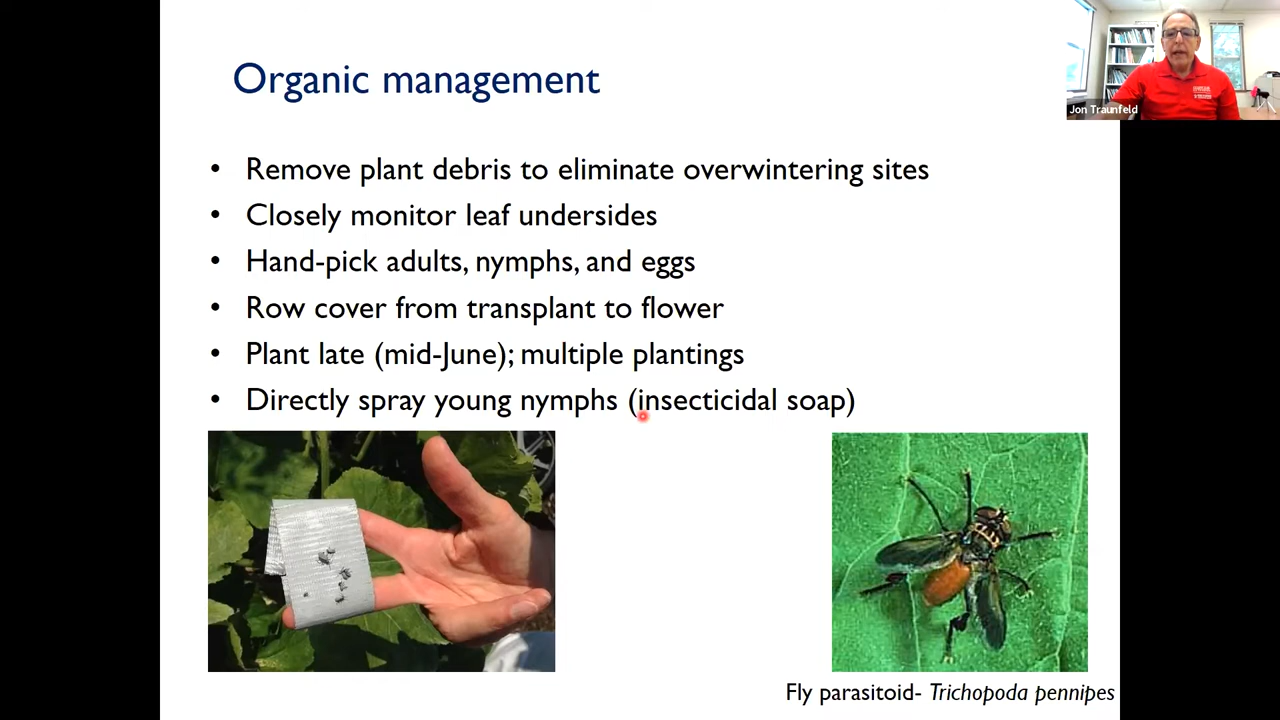 Organic management
Jon Traunfeld
• Remove plant debris to eliminate overwintering sites
• Closely monitor leaf undersides
• Hand-pick adults, nymphs, and eggs
• Row cover from transplant to flower
• Plant late (mid-June); multiple plantings
• Directly spray young nymphs (insecticidal soap)
Fly parasitoid- Trichopoda pennipes